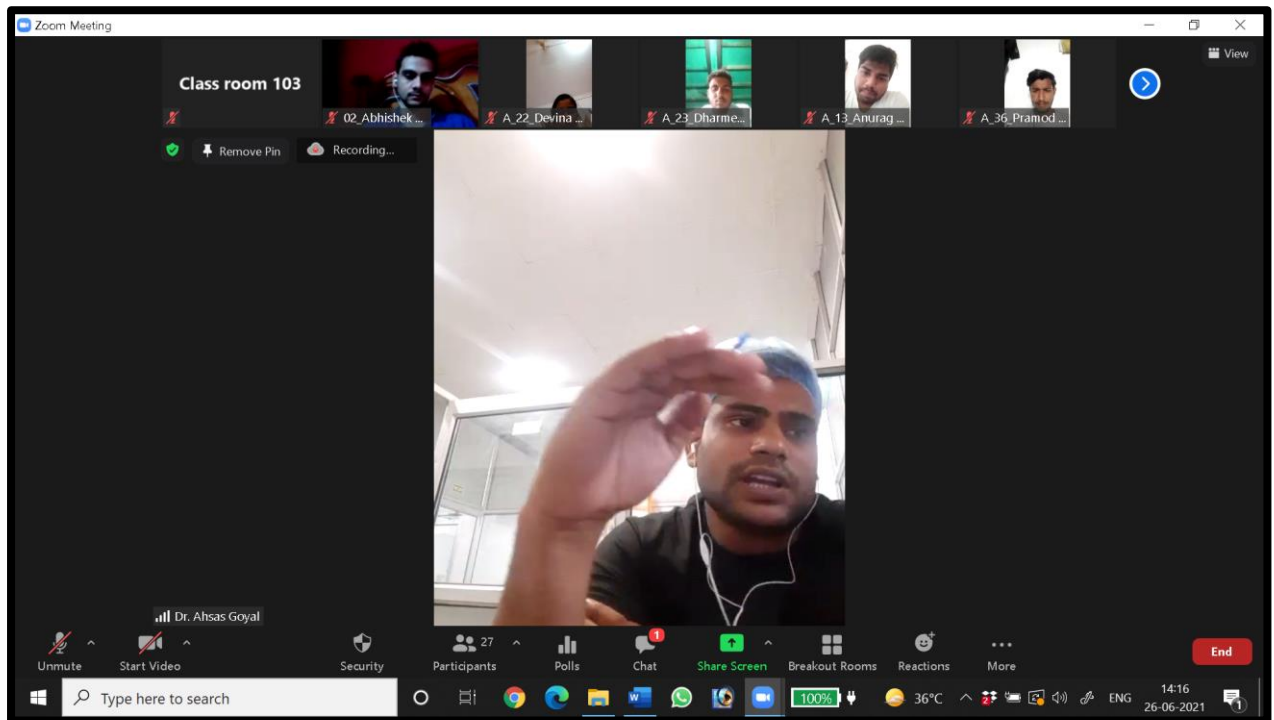 Zoom Meeting
View
Class room 103
02_Abhishek ...
A_22_Devina ...
A_23_Dharme...
A_13_Anurag ...
A_36_Pramod ...
Remove Pin
Recording...
Dr. Ahsas Goyal
27
1
Unmute
Start Video
Security
Participants
Polls
Chat
Share Screen
Breakout Rooms
Reactions
More
End
Type here to search
100%
36°C
ENG
14:16
26-06-2021
1